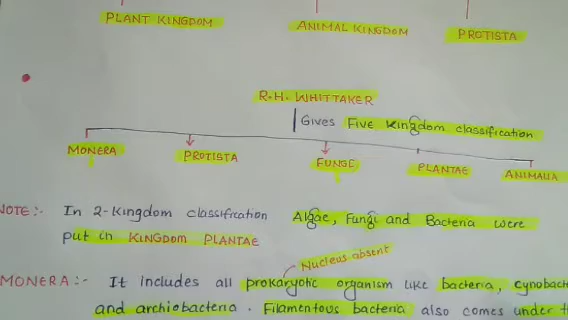 PLANT KINGDOM ANIMAL KINGDOM PROTISTA
R.H. WHITTAKER
Gives Five Kingdom classification
MONERA PROTISTA FUNGI PLANTAE ANIMALIA
NOTE:- In 2-Kingdom classification Algae, Fungi and Bacteria were
put in KINGDOM PLANTAE
Nucleus absent
MONERA:- It includes all prokaryotic organism like bacteria, cynobact
and archiobacteria. Filamentous bacteria also comes under th